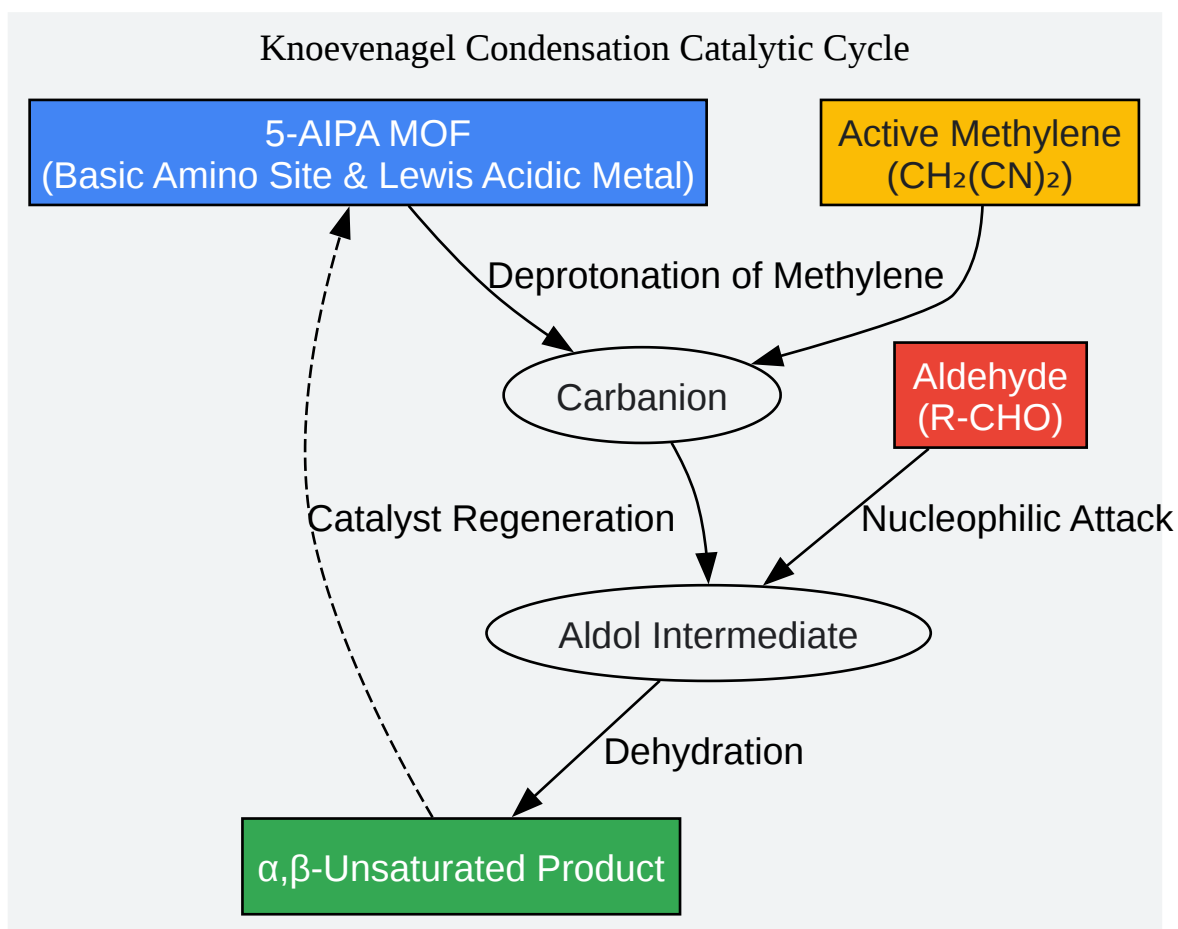 Knoevenagel Condensation Catalytic Cycle
5-AIPA MOF
(Basic Amino Site & Lewis Acidic Metal)
Active Methylene
(CH₂(CN)₂)
Deprotonation of Methylene
Carbanion
Aldehyde
(R-CHO)
Catalyst Regeneration
Nucleophilic Attack
Aldol Intermediate
Dehydration
α,β-Unsaturated Product